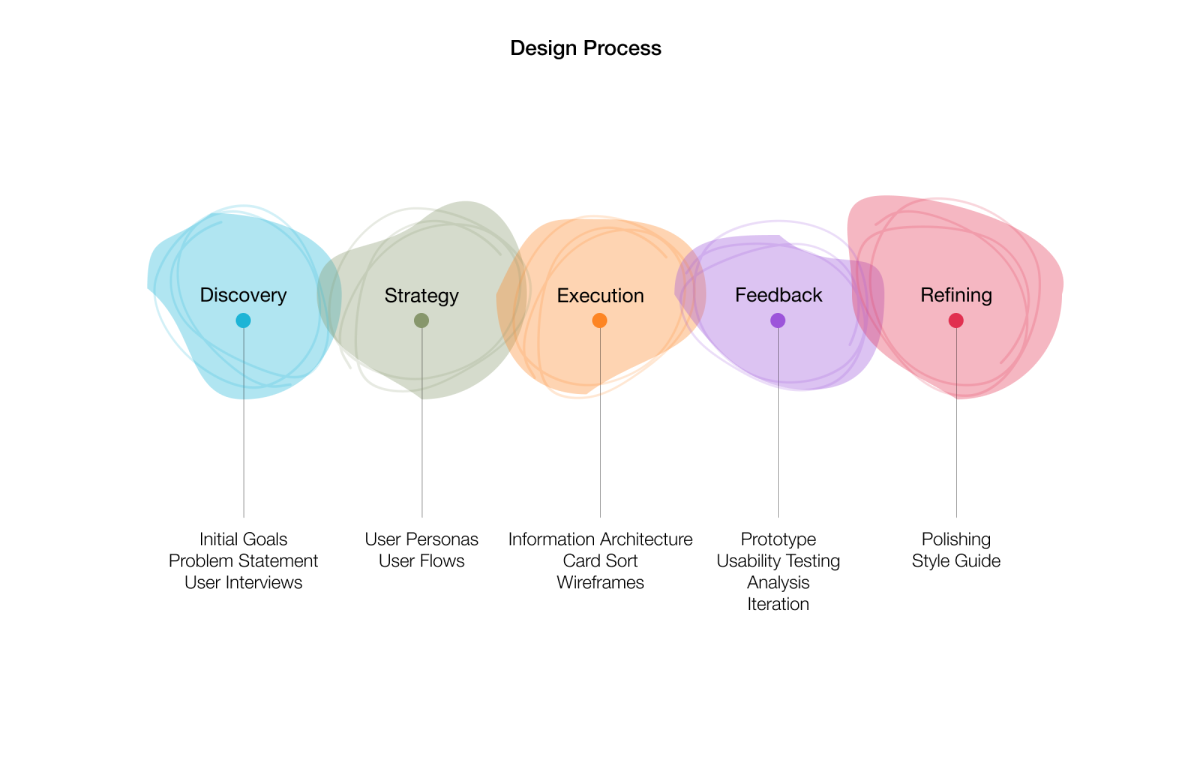 Design Process
Discovery
Strategy
Execution
Feedback
Refining
Initial Goals
Problem Statement
User Interviews
User Personas
User Flows
Information Architecture
Card Sort
Wireframes
Prototype
Usability Testing
Analysis
Iteration
Polishing
Style Guide